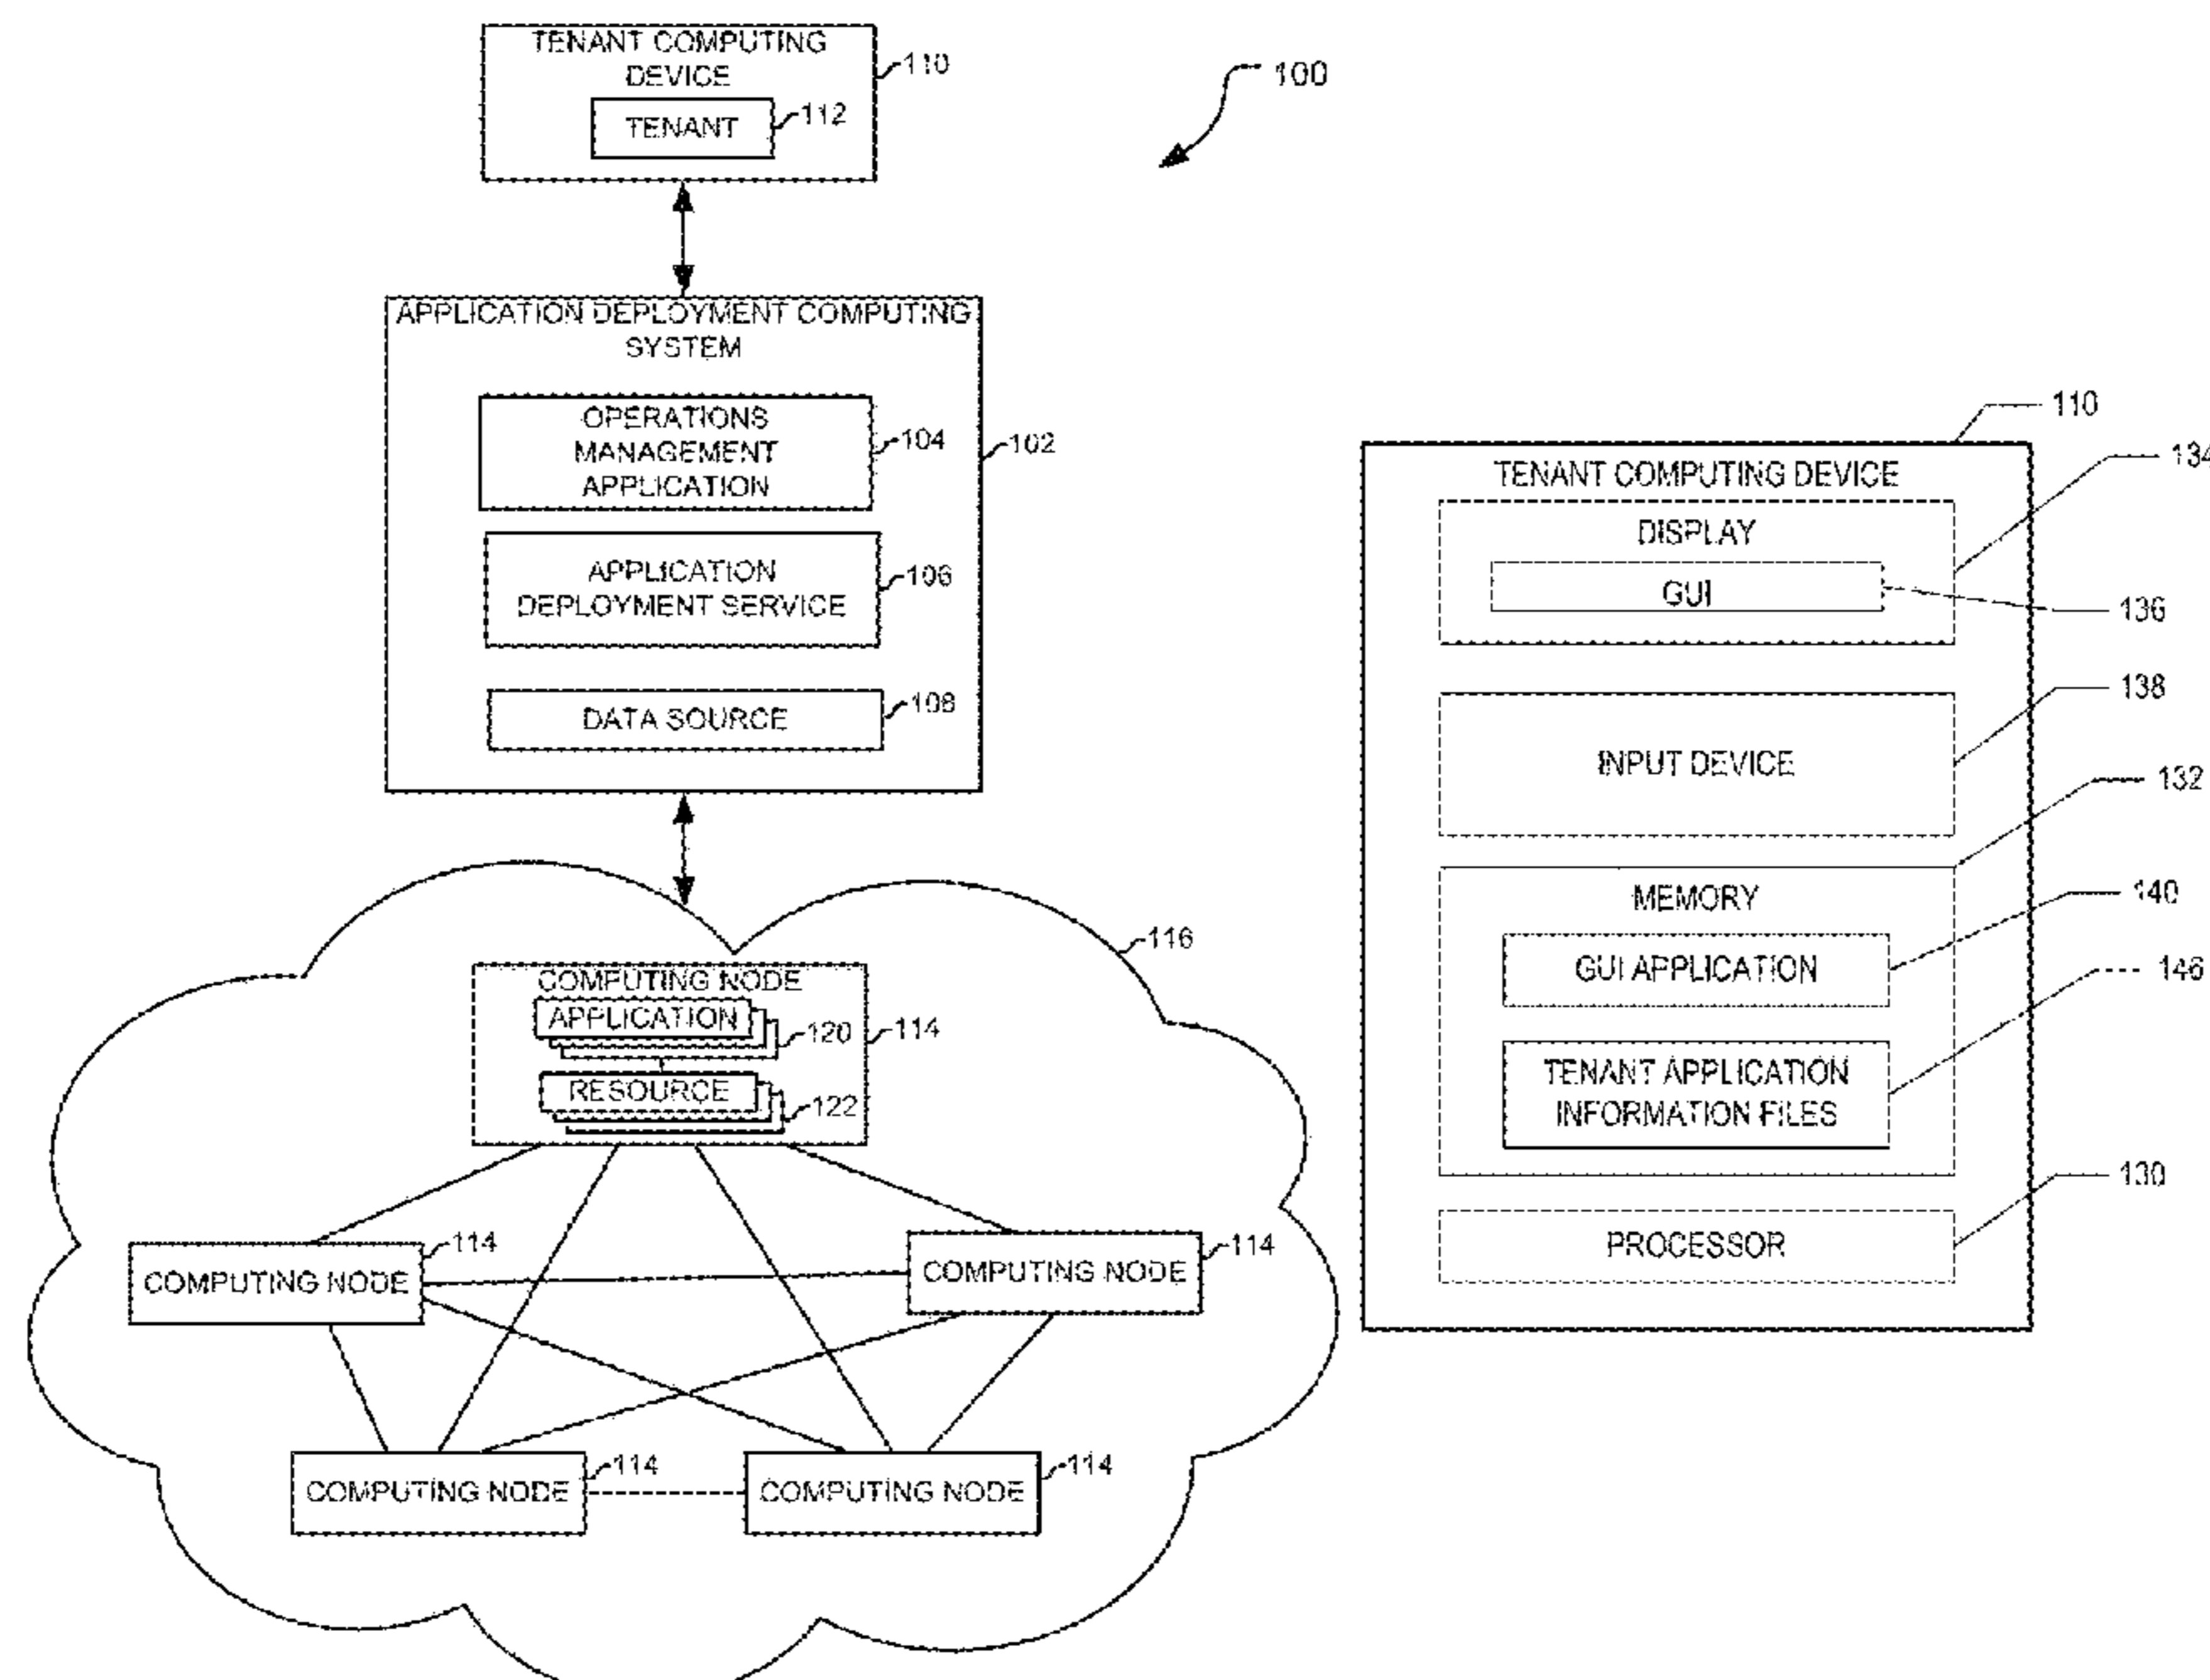 TENANT COMPUTING
DEVICE
110
TENANT
112
100
APPLICATION DEPLOYMENT COMPUTING
SYSTEM
OPERATIONS
MANAGEMENT
APPLICATION
104
102
APPLICATION
DEPLOYMENT SERVICE
106
DATA SOURCE
108
116
COMPUTING NODE
APPLICATION
120
114
RESOURCE
122
COMPUTING NODE
114
COMPUTING NODE
114
COMPUTING NODE
114
COMPUTING NODE
114
110
TENANT COMPUTING DEVICE
134
DISPLAY
GUI
136
138
INPUT DEVICE
132
MEMORY
140
GUI APPLICATION
146
TENANT APPLICATION
INFORMATION FILES
130
PROCESSOR